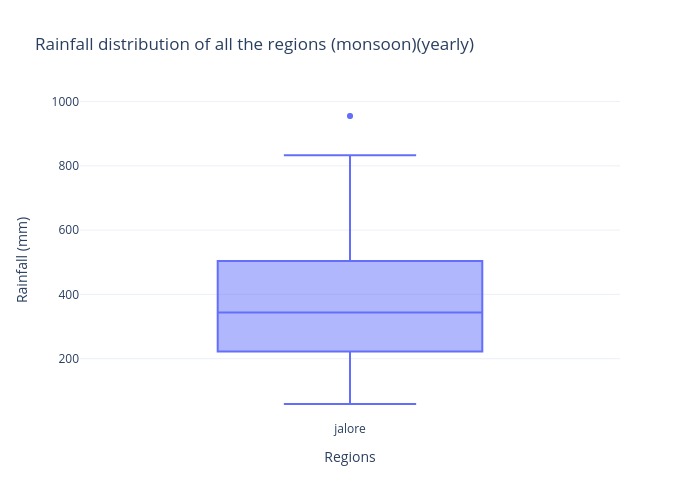 Rainfall distribution of all the regions (monsoon)(yearly)
1000
800
600
400
200
Rainfall (mm)
jalore
Regions